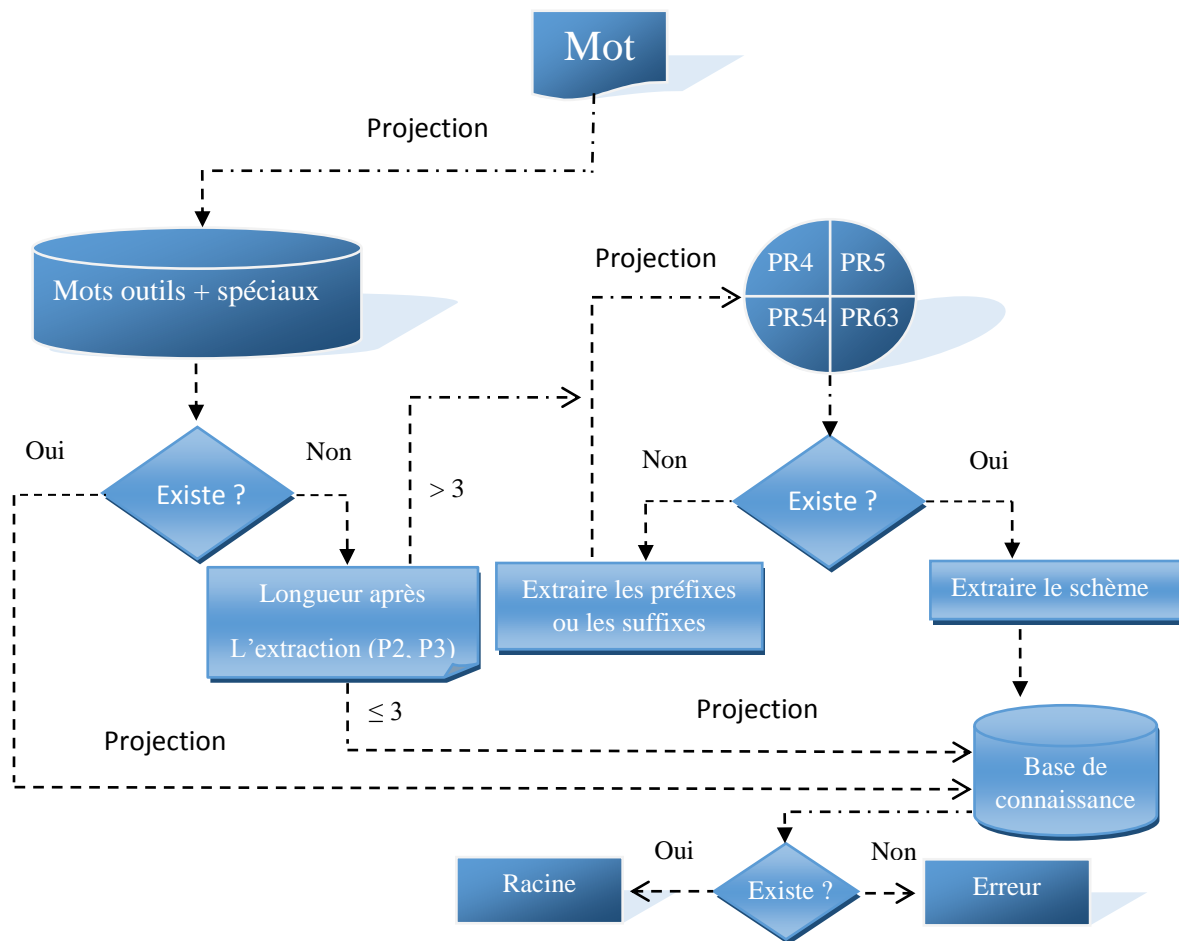 Mot
Projection
Mots outils + spéciaux
Projection
PR4
PR5
PR54
PR63
Oui
Non
Existe ?
> 3
Non
Oui
Existe ?
Longueur après
L’extraction (P2, P3)
Extraire les préfixes
ou les suffixes
Extraire le schème
≤ 3
Projection
Projection
Base de
connaissance
Oui
Non
Racine
Existe ?
Erreur